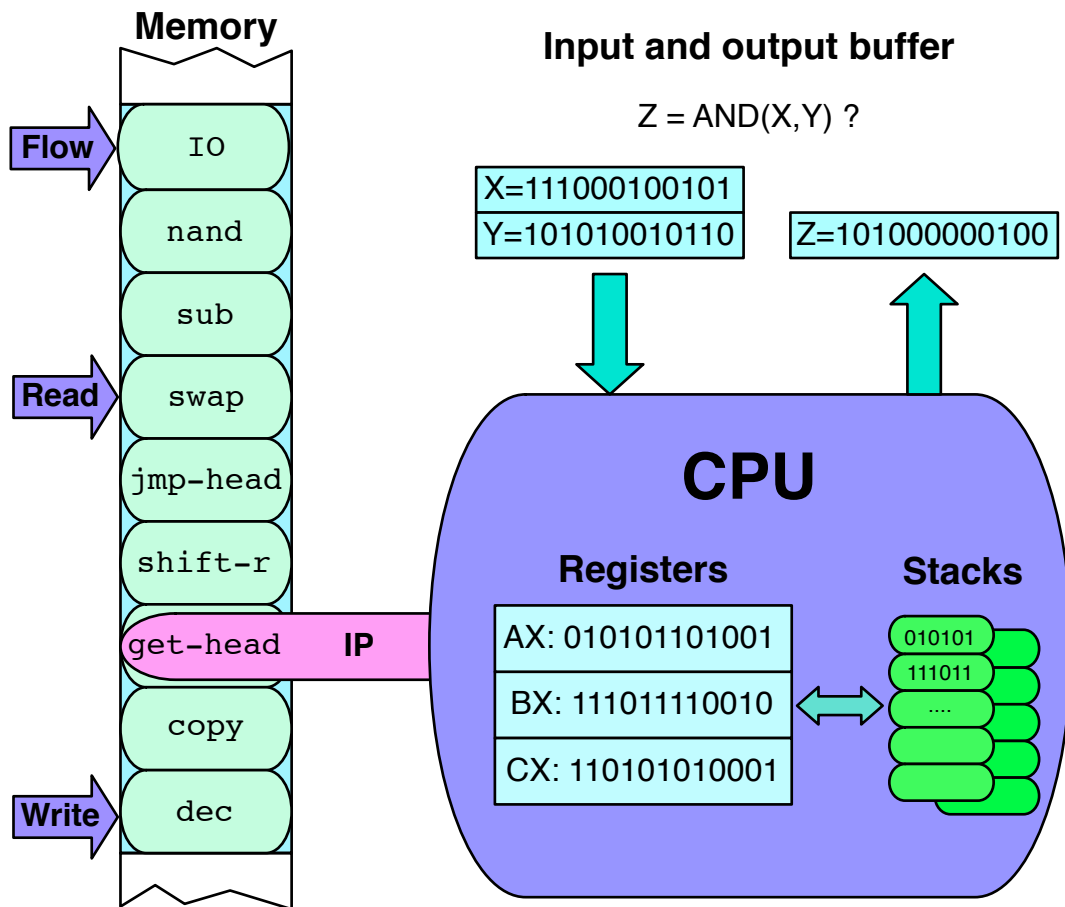 Memory
Flow
IO
nand
sub
Read
swap
jmp-head
shift-r
get-head IP
copy
Write
dec
Input and output buffer
Z = AND(X,Y) ?
X=111000100101
Y=101010010110
Z=101000000100
CPU
Registers
AX: 010101101001
BX: 111011110010
CX: 110101010001
Stacks
010101
111011
....